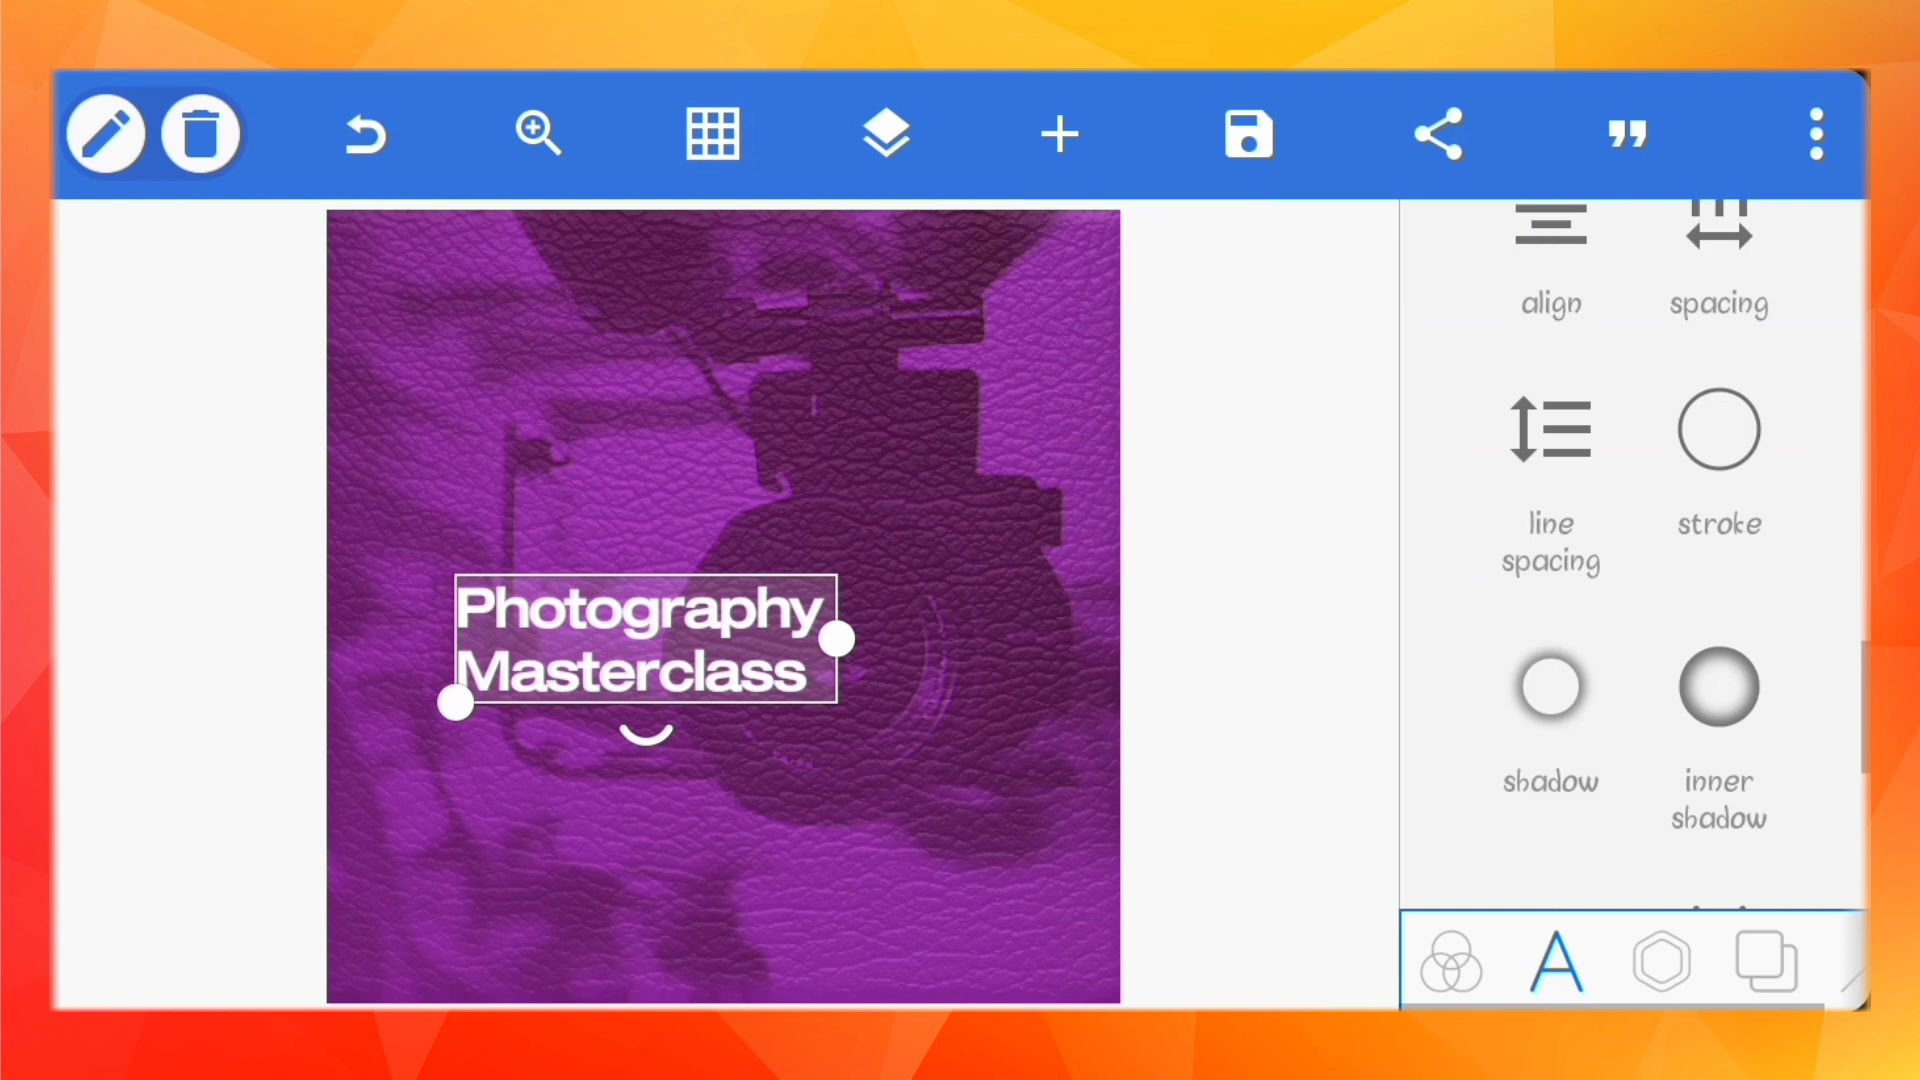 align
spacing
line
spacing
stroke
Photography
Masterclass
shadow
inner
shadow